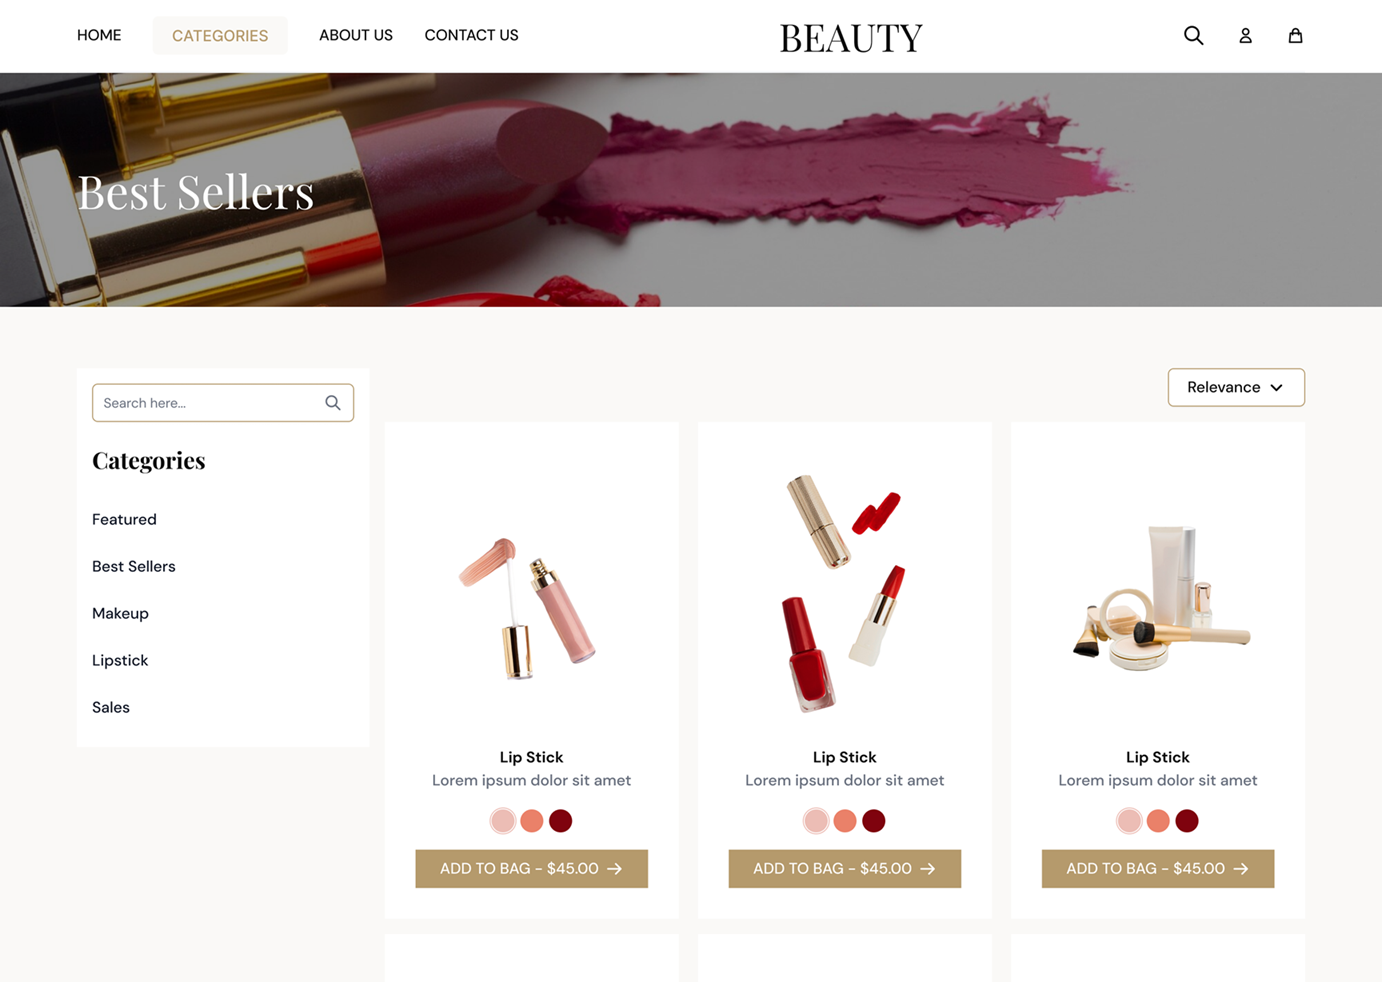 HOME
CATEGORIES
ABOUT US
CONTACT US
BEAUTY
Best Sellers
Search here...
Categories
Featured
Best Sellers
Makeup
Lipstick
Sales
Relevance
Lip Stick
Lorem ipsum dolor sit amet
ADD TO BAG - $45.00
Lip Stick
Lorem ipsum dolor sit amet
ADD TO BAG - $45.00
Lip Stick
Lorem ipsum dolor sit amet
ADD TO BAG - $45.00